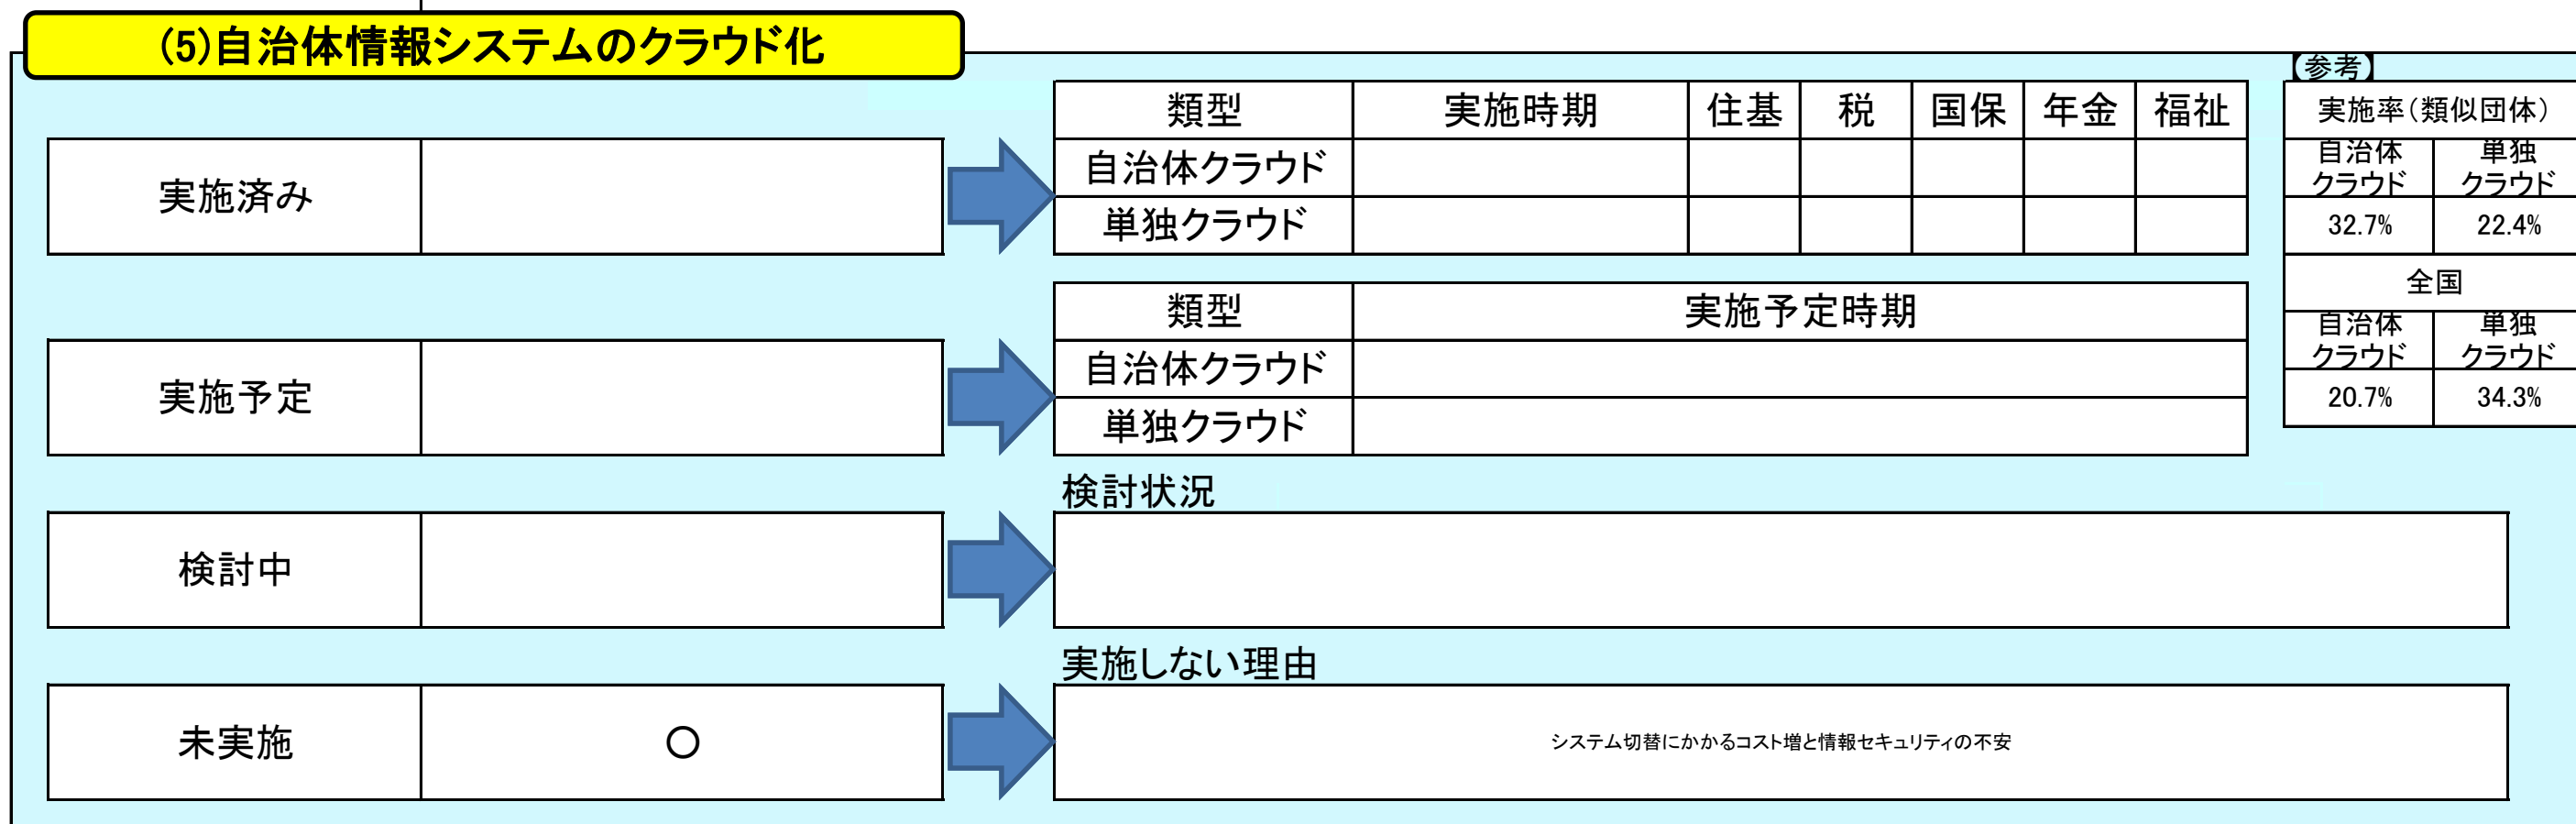 (5)自治体情報システムのクラウド化
【参考】
類型 実施時期 住基 税 国保 年金 福祉
自治体クラウド
単独クラウド
実施済み
実施率(類似団体)
自治体クラウド 単独クラウド
32.7% 22.4%
全国
自治体クラウド 単独クラウド
20.7% 34.3%
類型 実施予定時期
自治体クラウド
単独クラウド
実施予定
検討状況
検討中
実施しない理由
未実施 〇
システム切替にかかるコスト増と情報セキュリティの不安